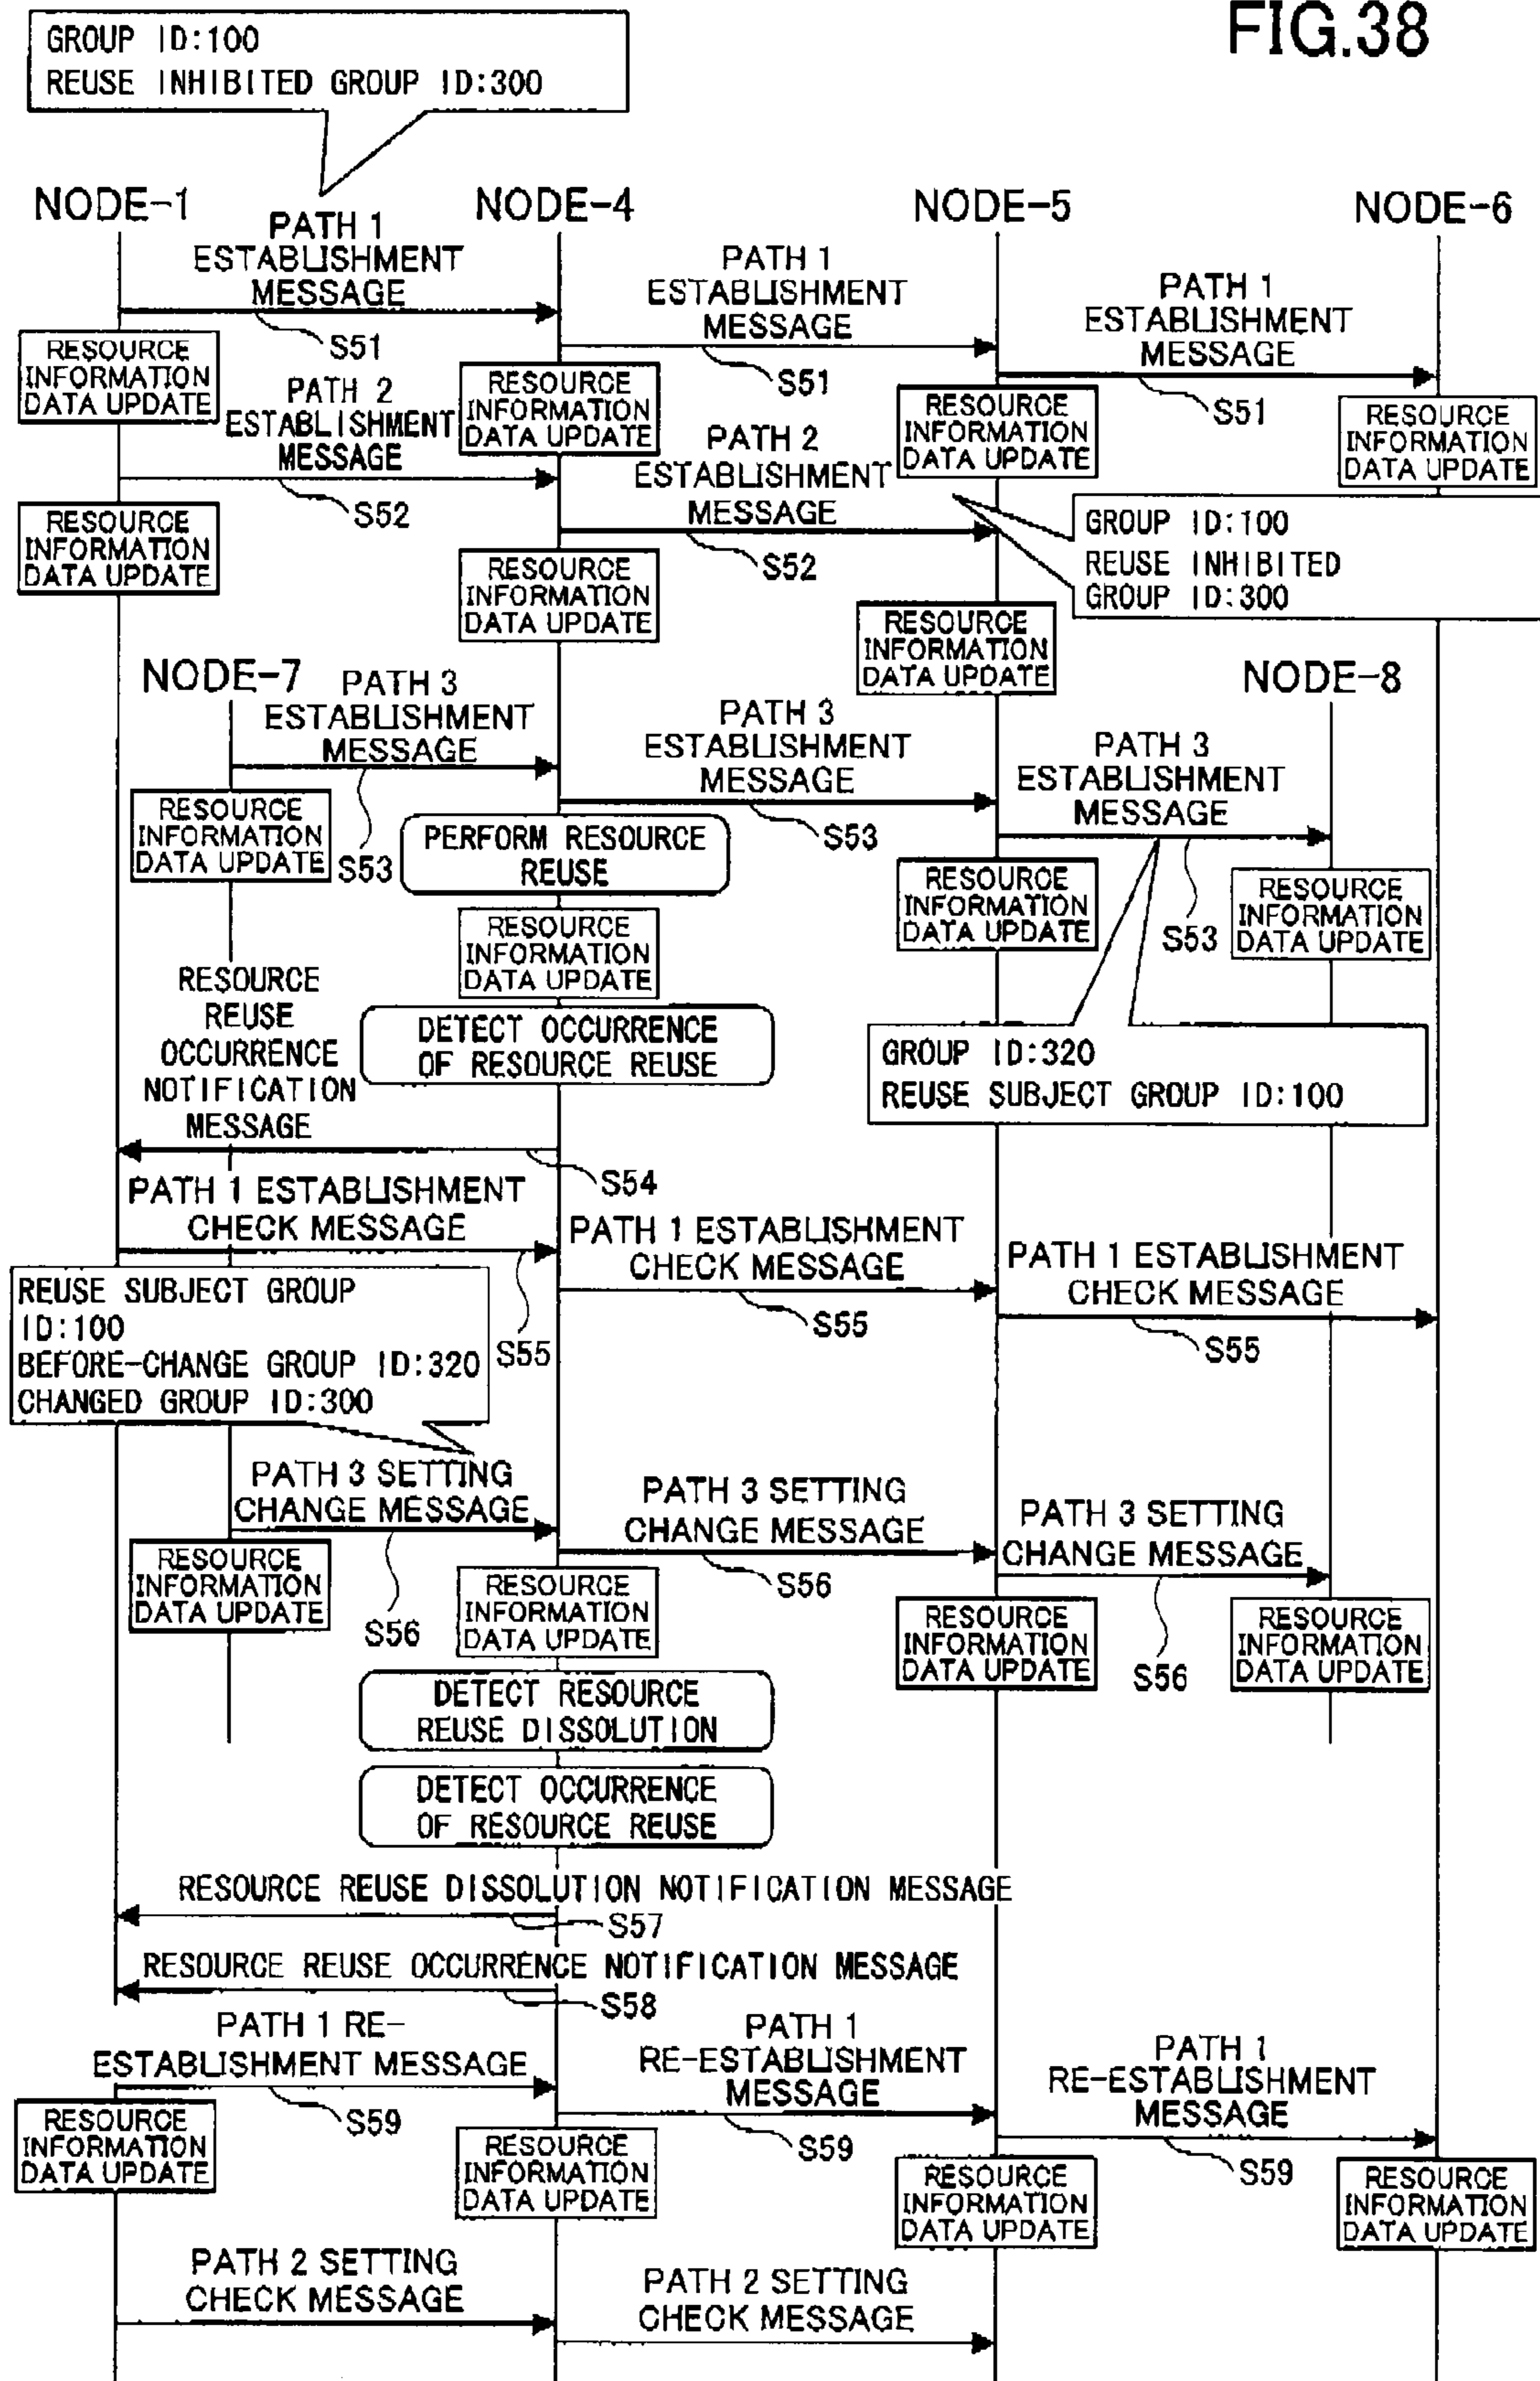 FIG.38
GROUP ID:100
REUSE INHIBITED GROUP ID:300
NODE-1
NODE-4
NODE-5
NODE-6
PATH 1
ESTABLISHMENT
MESSAGE
S51
PATH 1
ESTABLISHMENT
MESSAGE
S51
PATH 1
ESTABLISHMENT
MESSAGE
S51
RESOURCE
INFORMATION
DATA UPDATE
RESOURCE
INFORMATION
DATA UPDATE
RESOURCE
INFORMATION
DATA UPDATE
RESOURCE
INFORMATION
DATA UPDATE
PATH 2
ESTABLISHMENT
MESSAGE
S52
PATH 2
ESTABLISHMENT
MESSAGE
S52
GROUP ID:100
REUSE INHIBITED
GROUP ID:300
RESOURCE
INFORMATION
DATA UPDATE
RESOURCE
INFORMATION
DATA UPDATE
RESOURCE
INFORMATION
DATA UPDATE
NODE-7
NODE-8
PATH 3
ESTABLISHMENT
MESSAGE
S53
PATH 3
ESTABLISHMENT
MESSAGE
S53
PATH 3
ESTABLISHMENT
MESSAGE
S53
RESOURCE
INFORMATION
DATA UPDATE
PERFORM RESOURCE
REUSE
RESOURCE
INFORMATION
DATA UPDATE
RESOURCE
INFORMATION
DATA UPDATE
RESOURCE
INFORMATION
DATA UPDATE
DETECT OCCURRENCE
OF RESOURCE REUSE
GROUP ID:320
REUSE SUBJECT GROUP ID:100
RESOURCE
REUSE
OCCURRENCE
NOTIFICATION
MESSAGE
S54
PATH 1 ESTABLISHMENT
CHECK MESSAGE
S55
PATH 1 ESTABLISHMENT
CHECK MESSAGE
S55
PATH 1 ESTABLISHMENT
CHECK MESSAGE
S55
REUSE SUBJECT GROUP
ID:100
BEFORE-CHANGE GROUP ID:320
CHANGED GROUP ID:300
PATH 3 SETTING
CHANGE MESSAGE
S56
PATH 3 SETTING
CHANGE MESSAGE
S56
PATH 3 SETTING
CHANGE MESSAGE
S56
RESOURCE
INFORMATION
DATA UPDATE
RESOURCE
INFORMATION
DATA UPDATE
RESOURCE
INFORMATION
DATA UPDATE
RESOURCE
INFORMATION
DATA UPDATE
DETECT RESOURCE
REUSE DISSOLUTION
DETECT OCCURRENCE
OF RESOURCE REUSE
RESOURCE REUSE DISSOLUTION NOTIFICATION MESSAGE
S57
RESOURCE REUSE OCCURRENCE NOTIFICATION MESSAGE
S58
PATH 1 RE-
ESTABLISHMENT MESSAGE
S59
PATH 1
RE-ESTABLISHMENT
MESSAGE
S59
PATH 1
RE-ESTABLISHMENT
MESSAGE
S59
RESOURCE
INFORMATION
DATA UPDATE
RESOURCE
INFORMATION
DATA UPDATE
RESOURCE
INFORMATION
DATA UPDATE
RESOURCE
INFORMATION
DATA UPDATE
PATH 2 SETTING
CHECK MESSAGE
PATH 2 SETTING
CHECK MESSAGE